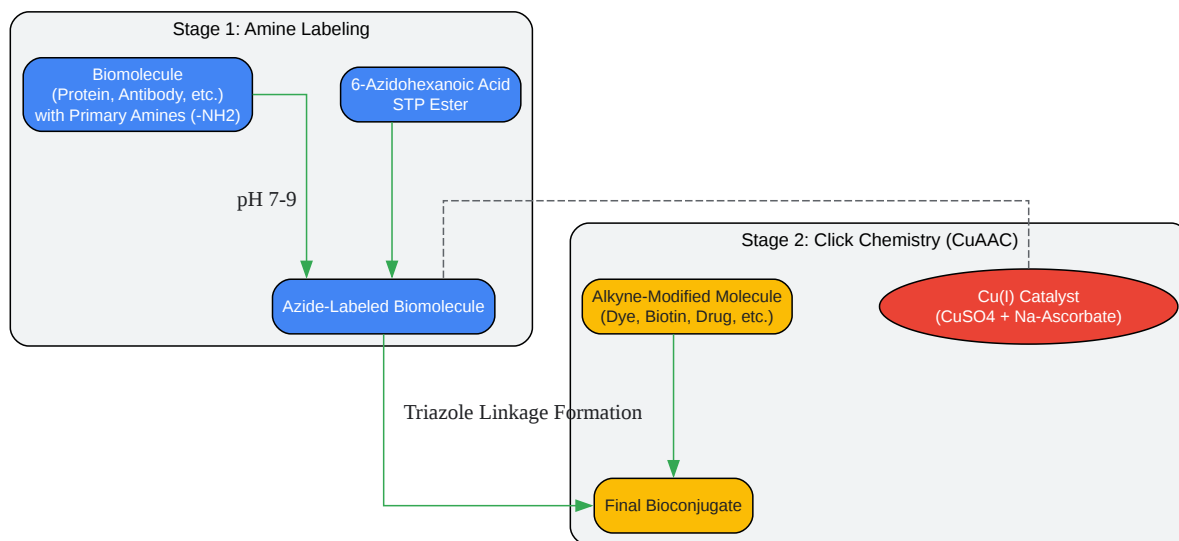 Stage 1: Amine Labeling
Biomolecule
(Protein, Antibody, etc.)
with Primary Amines (-NH2)
6-Azidohexanoic Acid
STP Ester
pH 7-9
Azide-Labeled Biomolecule
Stage 2: Click Chemistry (CuAAC)
Alkyne-Modified Molecule
(Dye, Biotin, Drug, etc.)
Cu(I) Catalyst
(CuSO4 + Na-Ascorbate)
Triazole Linkage Formation
Final Bioconjugate